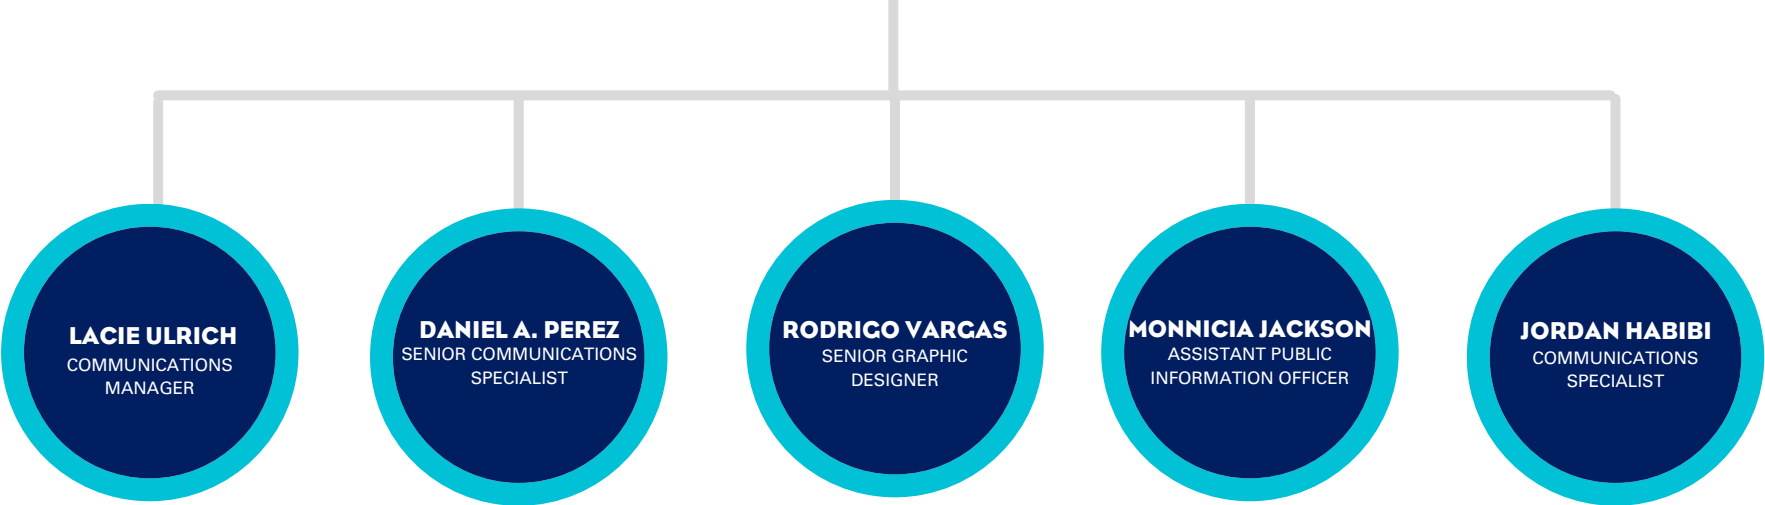 LACIE ULRICH
COMMUNICATIONS
MANAGER
DANIEL A. PEREZ
SENIOR COMMUNICATIONS
SPECIALIST
RODRIGO VARGAS
SENIOR GRAPHIC
DESIGNER
MONNICIA JACKSON
ASSISTANT PUBLIC
INFORMATION OFFICER
JORDAN HABIBI
COMMUNICATIONS
SPECIALIST